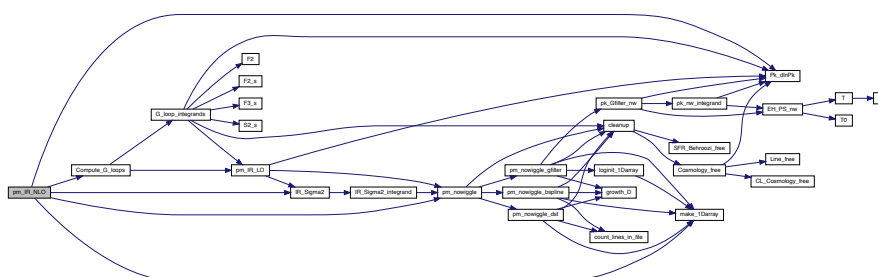 pm_IR_NLO
Compute_G_loops
G_loop_integrands
F2
F2_s
F3_s
S2_s
pm_IR_LO
IR_Sigma2
IR_Sigma2_integrand
pm_nowiggle
pm_nowiggle_gfilter
pm_nowiggle_bspline
pm_nowiggle_dst
pk_Gfilter_nw
cleanup
loginit_1Darray
growth_D
count_lines_in_file
pk_nw_integrand
SFR_Behroozi_free
Cosmology_free
make_1Darray
Pk_dlnPk
EH_PS_nw
Line_free
CL_Cosmology_free
T
T0